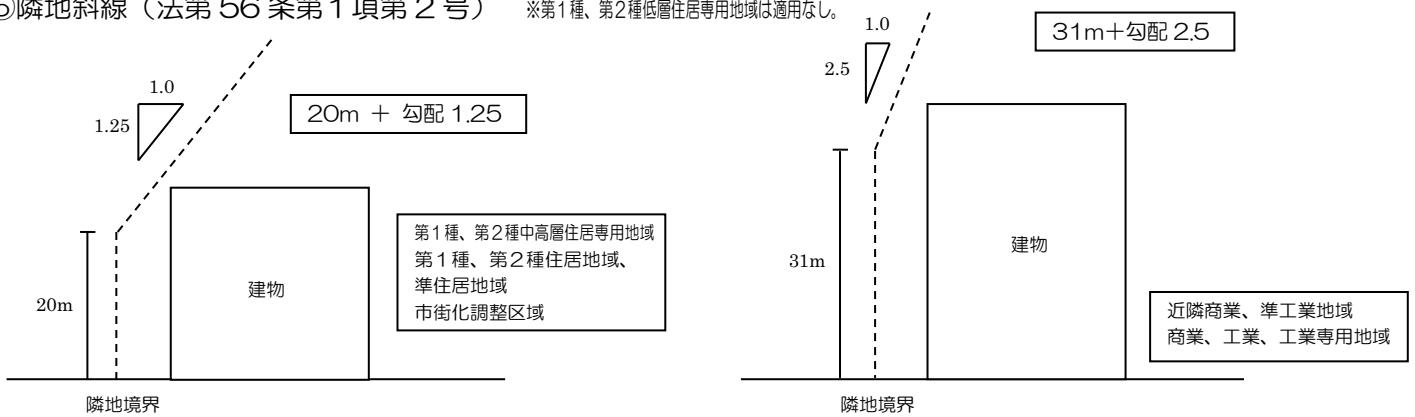 隣地斜線（法第56条第1項第2号）　※第1種、第2種低層住居専用地域は適用なし。
1.0
1.25
20m ＋ 勾配 1.25
第1種、第2種中高層住居専用地域
第1種、第2種住居地域、
準住居地域
市街化調整区域
建物
20m
隣地境界
1.0
2.5
31m＋勾配 2.5
建物
31m
近隣商業、準工業地域
商業、工業、工業専用地域
隣地境界